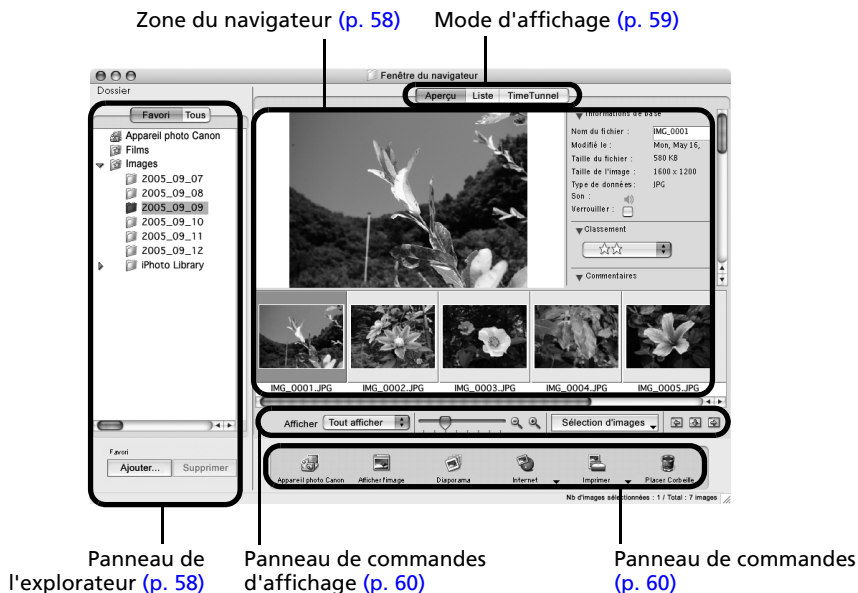 Zone du navigateur (p. 58) Mode d'affichage (p. 59)
Fenêtre du navigateur
Dossier
Aperçu Liste TimeTunnel
Favori Tous
Appareil photo Canon
Films
Images
2005_09_07
2005_09_08
2005_09_09
2005_09_10
2005_09_11
2005_09_12
iPhoto Library
Informations de base
Nom du fichier : IMG_0001
Modifié le : Mon, May 16,
Taille du fichier : 580 KB
Taille de l'image : 1600 x 1200
Type de données : JPG
Son :
Verrouiller :
Classement
Commentaires
IMG_0001.JPG IMG_0002.JPG IMG_0003.JPG IMG_0004.JPG IMG_0005.JPG
Afficher Tout afficher Sélection d'images
Favori
Ajouter... Supprimer
Appareil photo Canon Afficher l'image Diaporama Internet Imprimer Placer Corbeille
Nb d'images sélectionnées : 1 / Total : 7 images
Panneau de
l'explorateur (p. 58)
Panneau de commandes
d'affichage (p. 60)
Panneau de commandes
(p. 60)